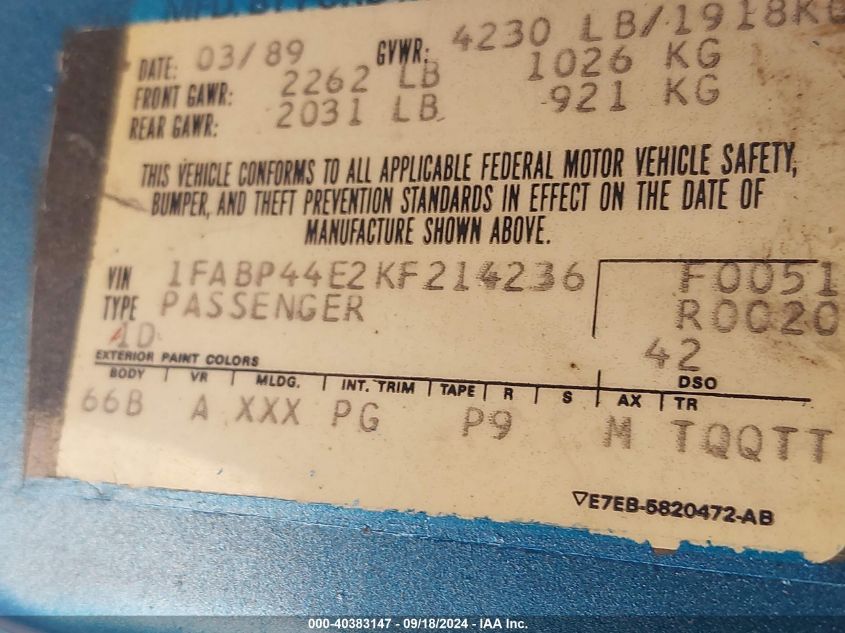 MFD. BY FORD
DATE: 03/89 GVWR: 4230 LB/1918KG
FRONT GAWR: 2262 LB 1026 KG
REAR GAWR: 2031 LB 921 KG
THIS VEHICLE CONFORMS TO ALL APPLICABLE FEDERAL MOTOR VEHICLE SAFETY,
BUMPER, AND THEFT PREVENTION STANDARDS IN EFFECT ON THE DATE OF
MANUFACTURE SHOWN ABOVE.
VIN 1FABP44E2KF214236 F0051
TYPE PASSENGER R0020
1D 42
EXTERIOR PAINT COLORS DSO
BODY VR MLDG. INT. TRIM TAPE R S AX TR
66B A XXX PG P9 M TQQTT
E7EB-5820472-AB
000-40383147 - 09/18/2024 - IAA Inc.